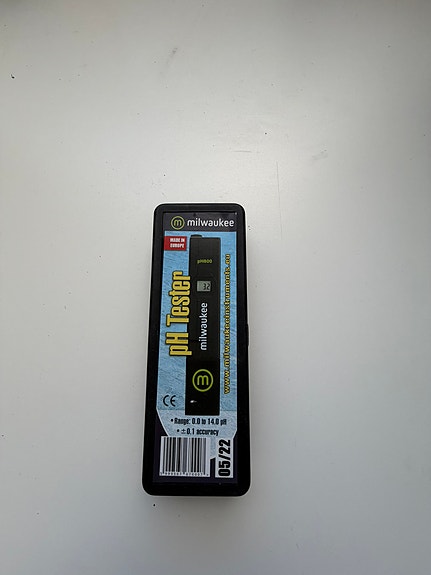 milwaukee
MADE IN
EUROPE
pH600
pH Tester
milwaukee
www.milwaukeeinstruments.eu
CE
• Range: 0.0 to 14.0 pH
• ±0.1 accuracy
05/22